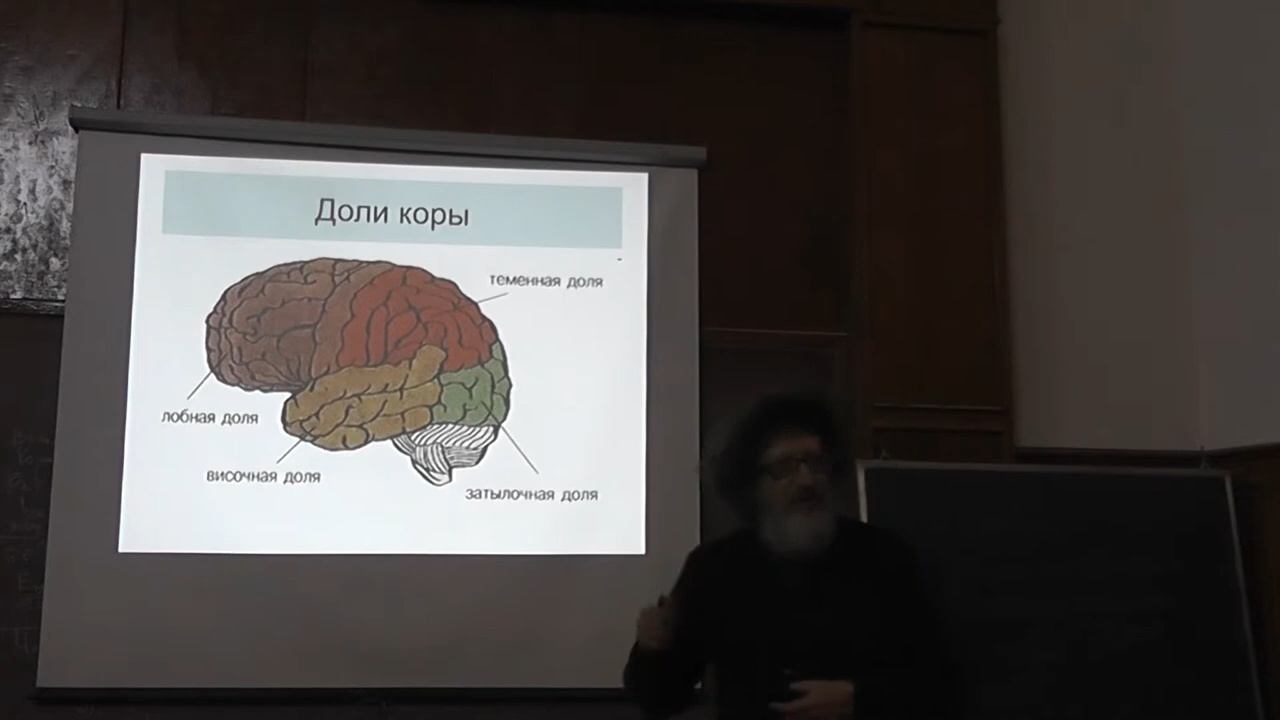 Доли коры
теменная доля
лобная доля
височная доля
затылочная доля